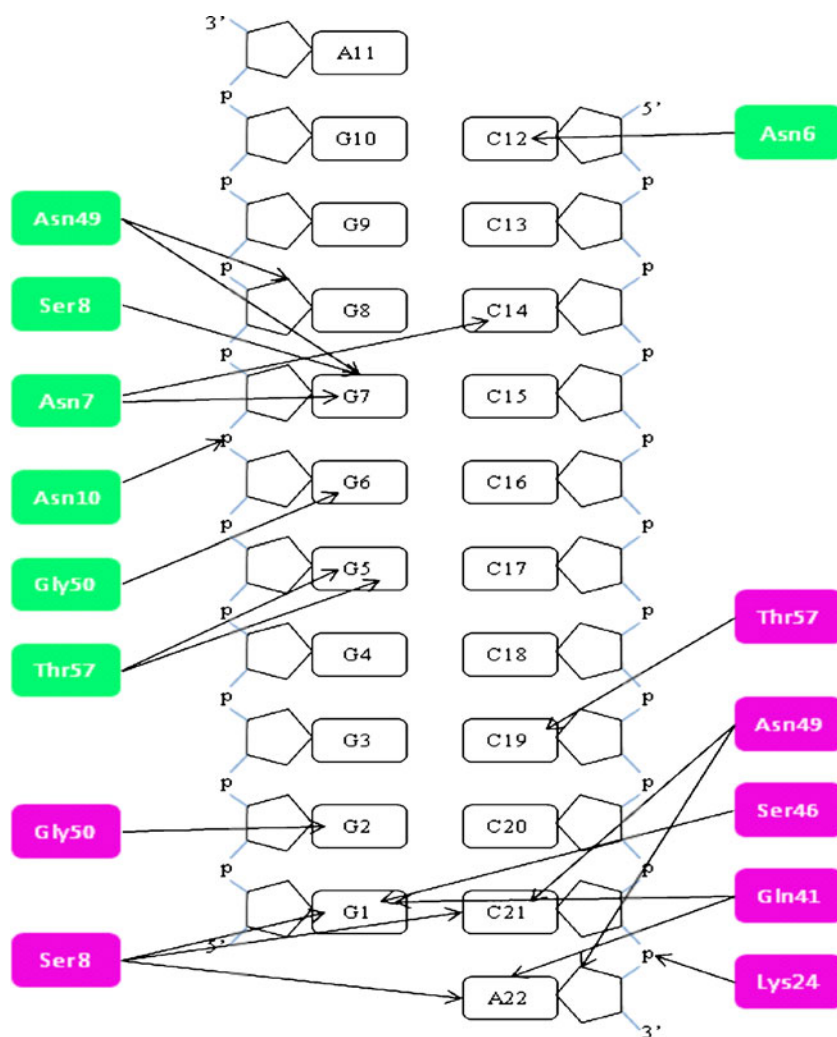 3'
A11
p
5'
G10
C12
Asn6
p
p
Asn49
G9
C13
p
p
Ser8
G8
C14
p
p
Asn7
G7
C15
p
p
Asn10
G6
C16
p
p
Gly50
G5
C17
p
p
Thr57
Thr57
G4
C18
p
p
Asn49
G3
C19
p
p
Gly50
G2
C20
Ser46
p
p
Gln41
G1
C21
5'
p
Ser8
A22
Lys24
3'